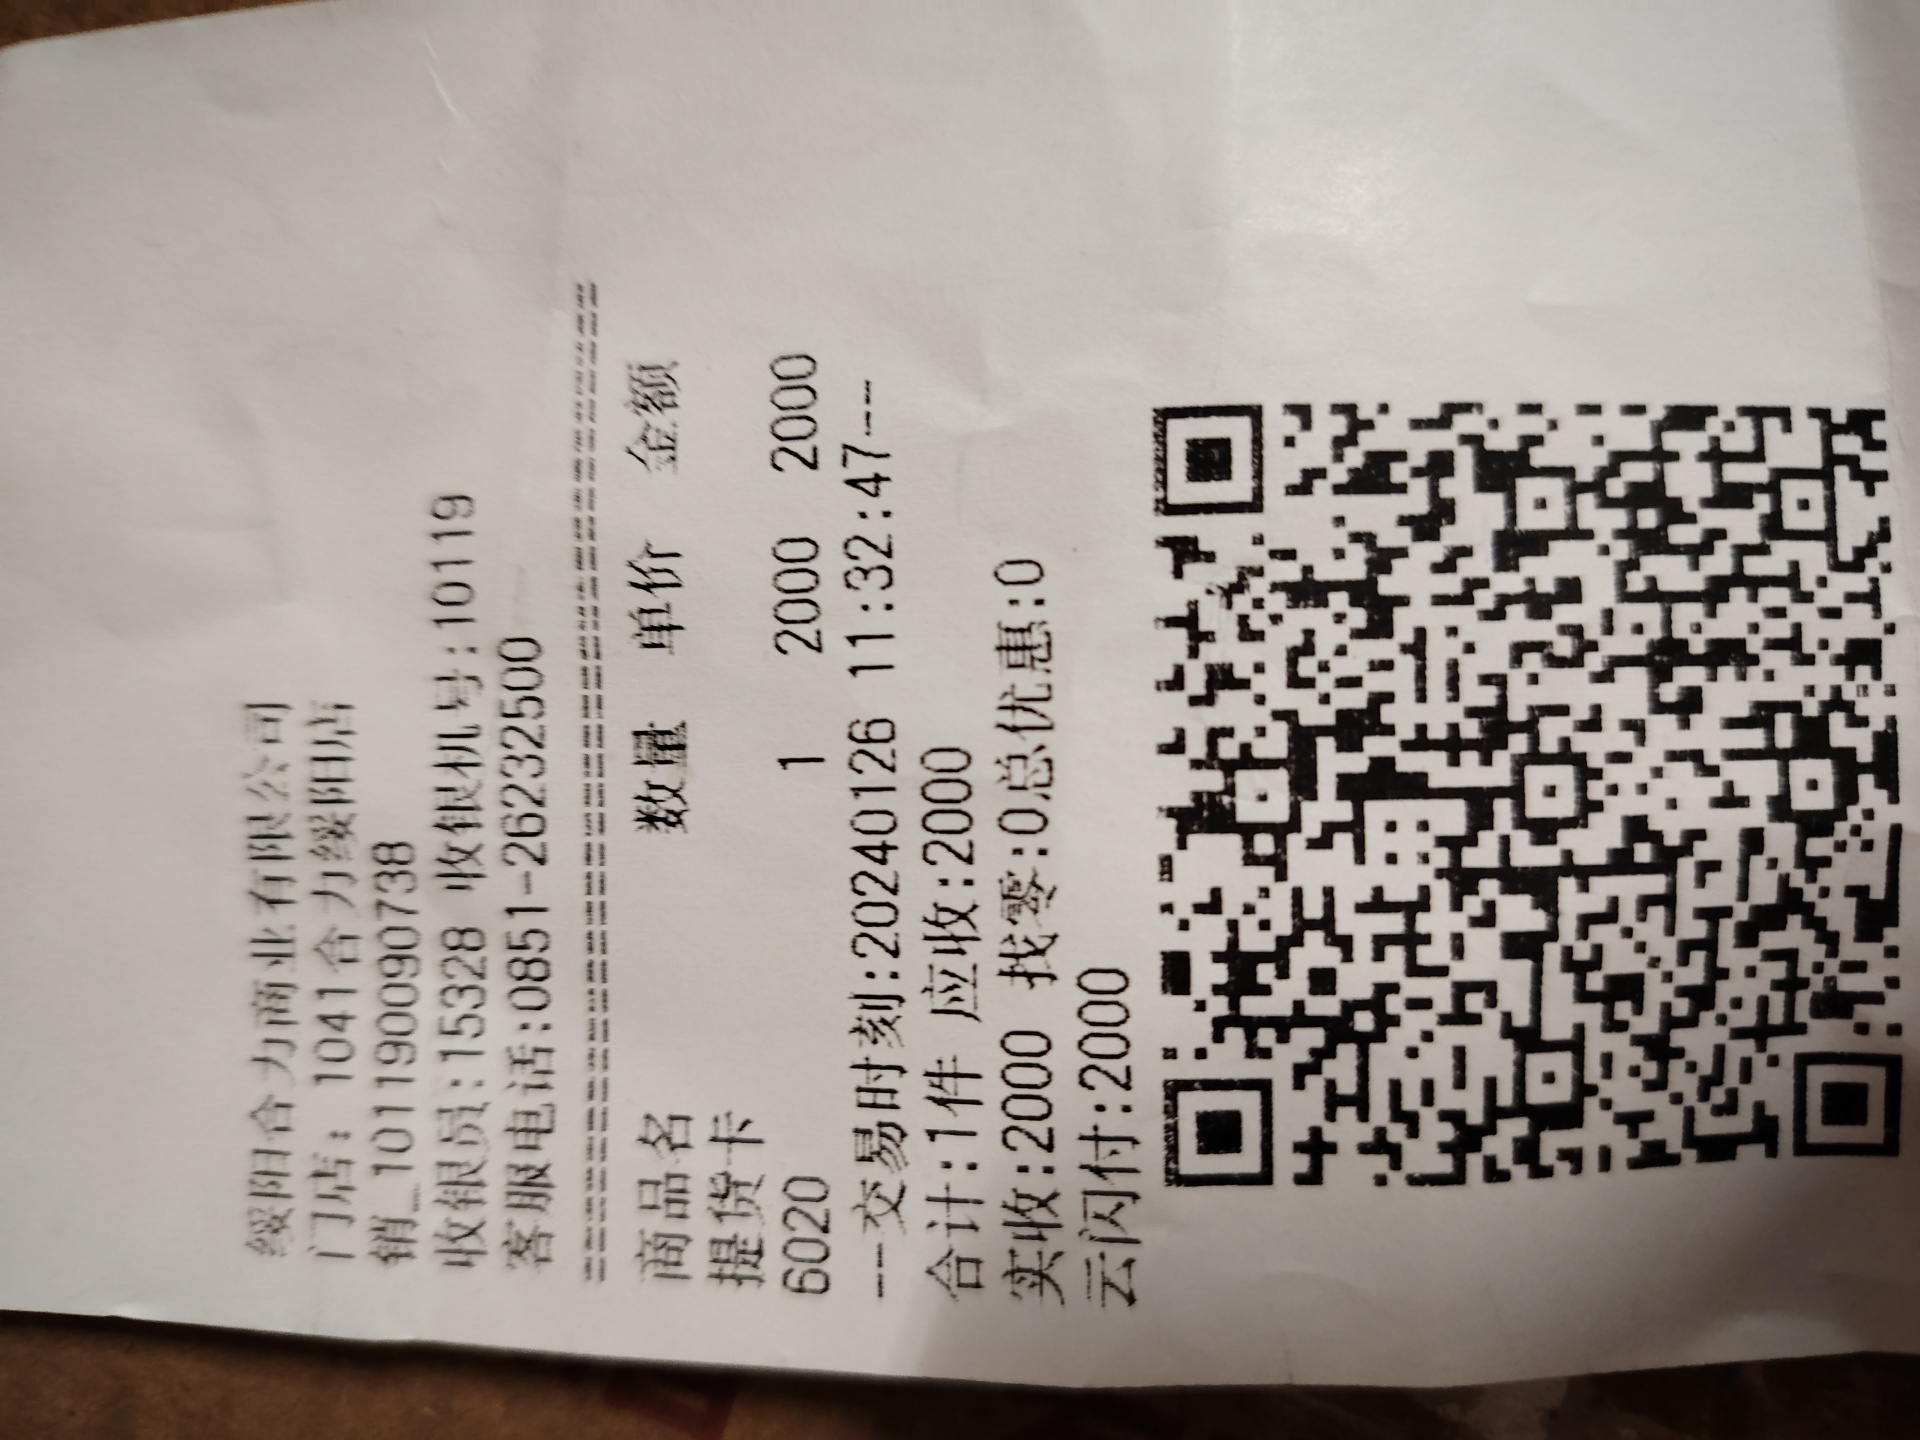 绥阳合力商业有限公司
门店: 1041合力绥阳店
销_101190090738
收银员:15328 收银机号:10119
客服电话:0851-26232500
================================
商品名 数量 单价 金额
提货卡
6020 1 2000 2000
---交易时刻:20240126 11:32:47---
合计:1件 应收:2000
实收:2000 找零:0总优惠:0
云闪付:2000